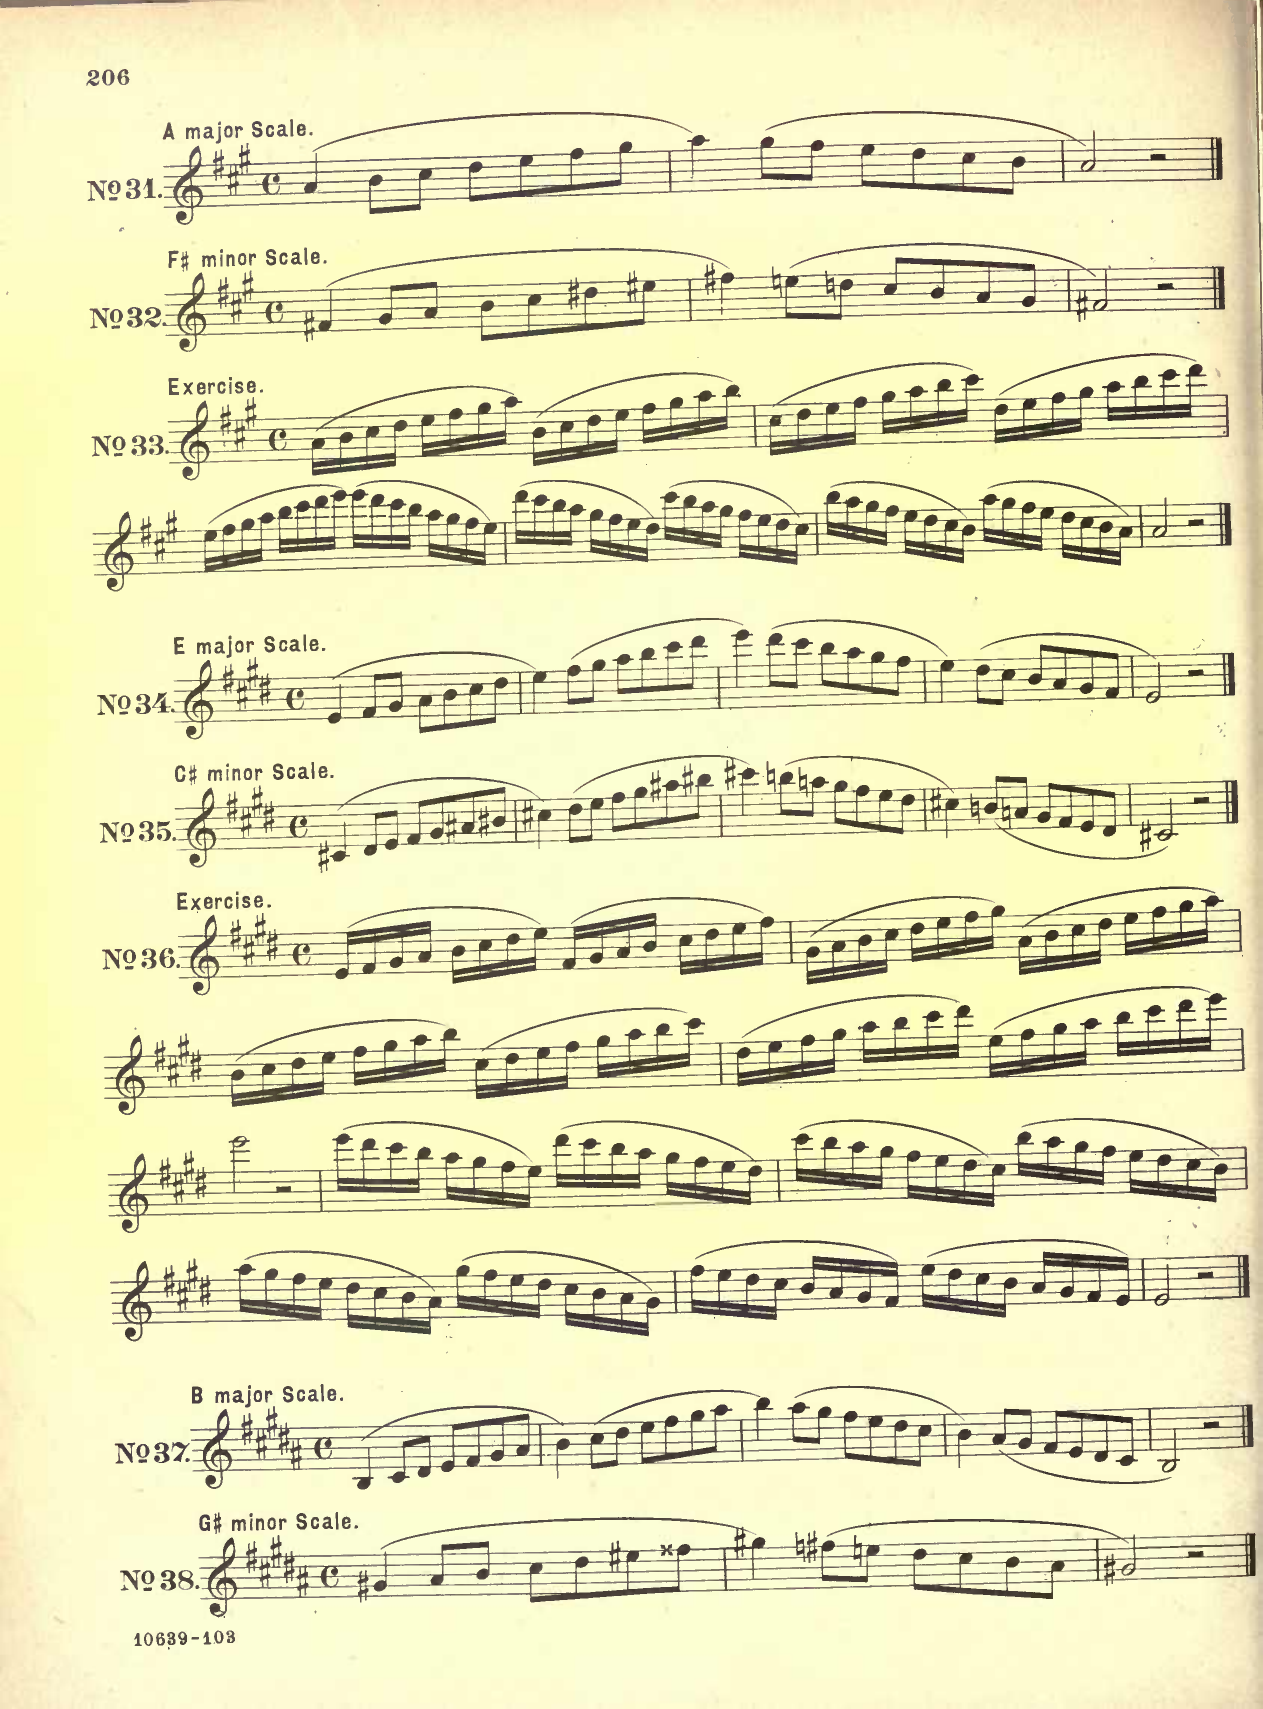 206
A major Scale.
No 31.
F♯ minor Scale.
No 32.
Exercise.
No 33.
E major Scale.
No 34.
C♯ minor Scale.
No 35.
Exercise.
No 36.
B major Scale.
No 37.
G♯ minor Scale.
No 38.
10639-103